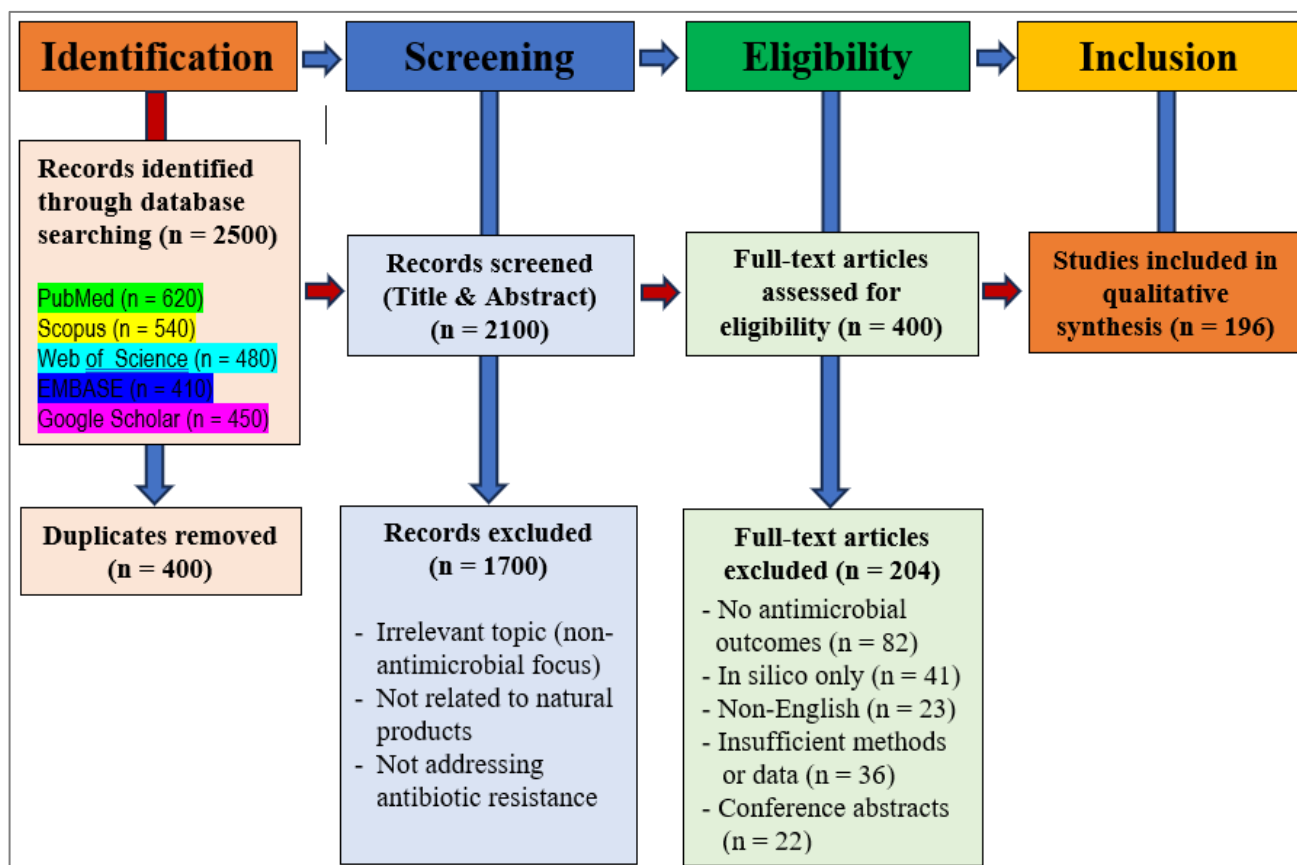 Identification
Screening
Eligibility
Inclusion
Records identified
through database
searching (n = 2500)
PubMed (n = 620)
Scopus (n = 540)
Web of  Science (n = 480)
EMBASE (n = 410)
Google Scholar (n = 450)
Duplicates removed
(n = 400)
Records screened
(Title & Abstract)
(n = 2100)
Records excluded
(n = 1700)
- Irrelevant topic (non-
antimicrobial focus)
- Not related to natural
products
- Not addressing
antibiotic resistance
Full-text articles
assessed for
eligibility (n = 400)
Full-text articles
excluded (n = 204)
- No antimicrobial
outcomes (n = 82)
- In silico only (n = 41)
- Non-English (n = 23)
- Insufficient methods
or data (n = 36)
- Conference abstracts
(n = 22)
Studies included in
qualitative
synthesis (n = 196)